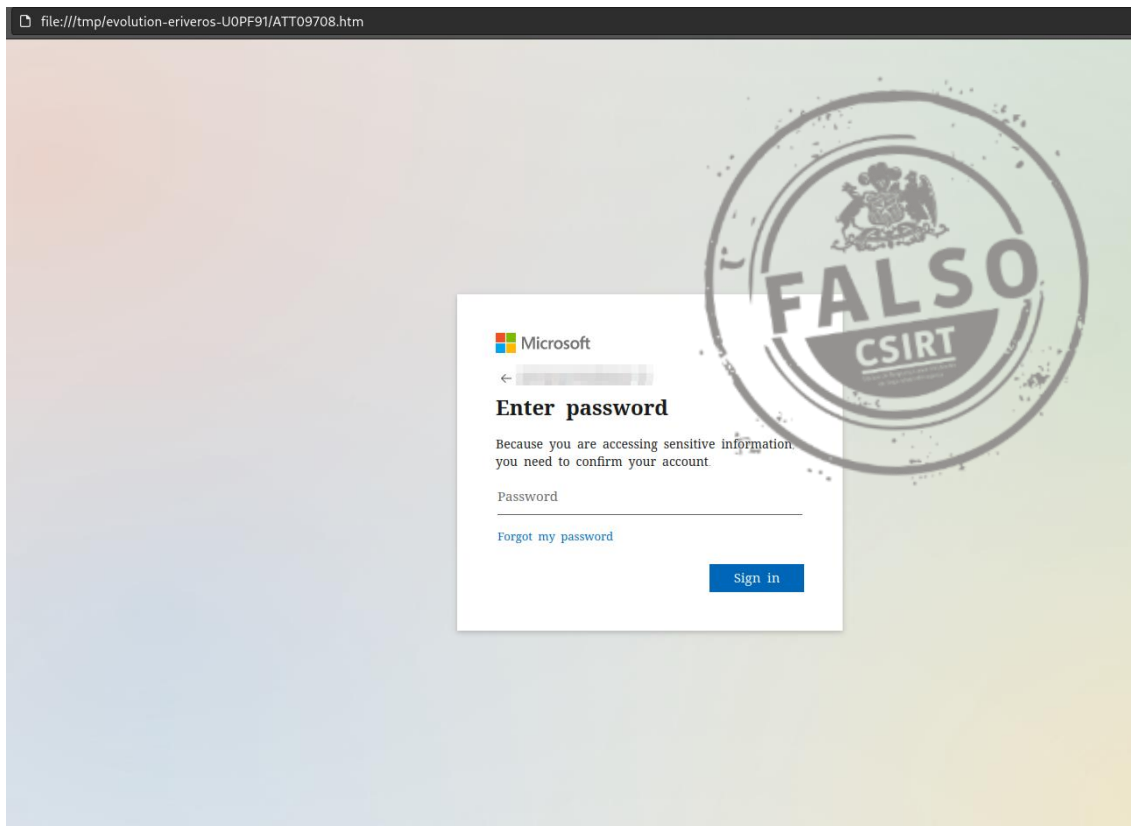 file:///tmp/evolution-eriveros-U0PF91/ATT09708.htm
FALSO
CSIRT
Microsoft
←
Enter password
Because you are accessing sensitive information,
you need to confirm your account.
Password
Forgot my password
Sign in